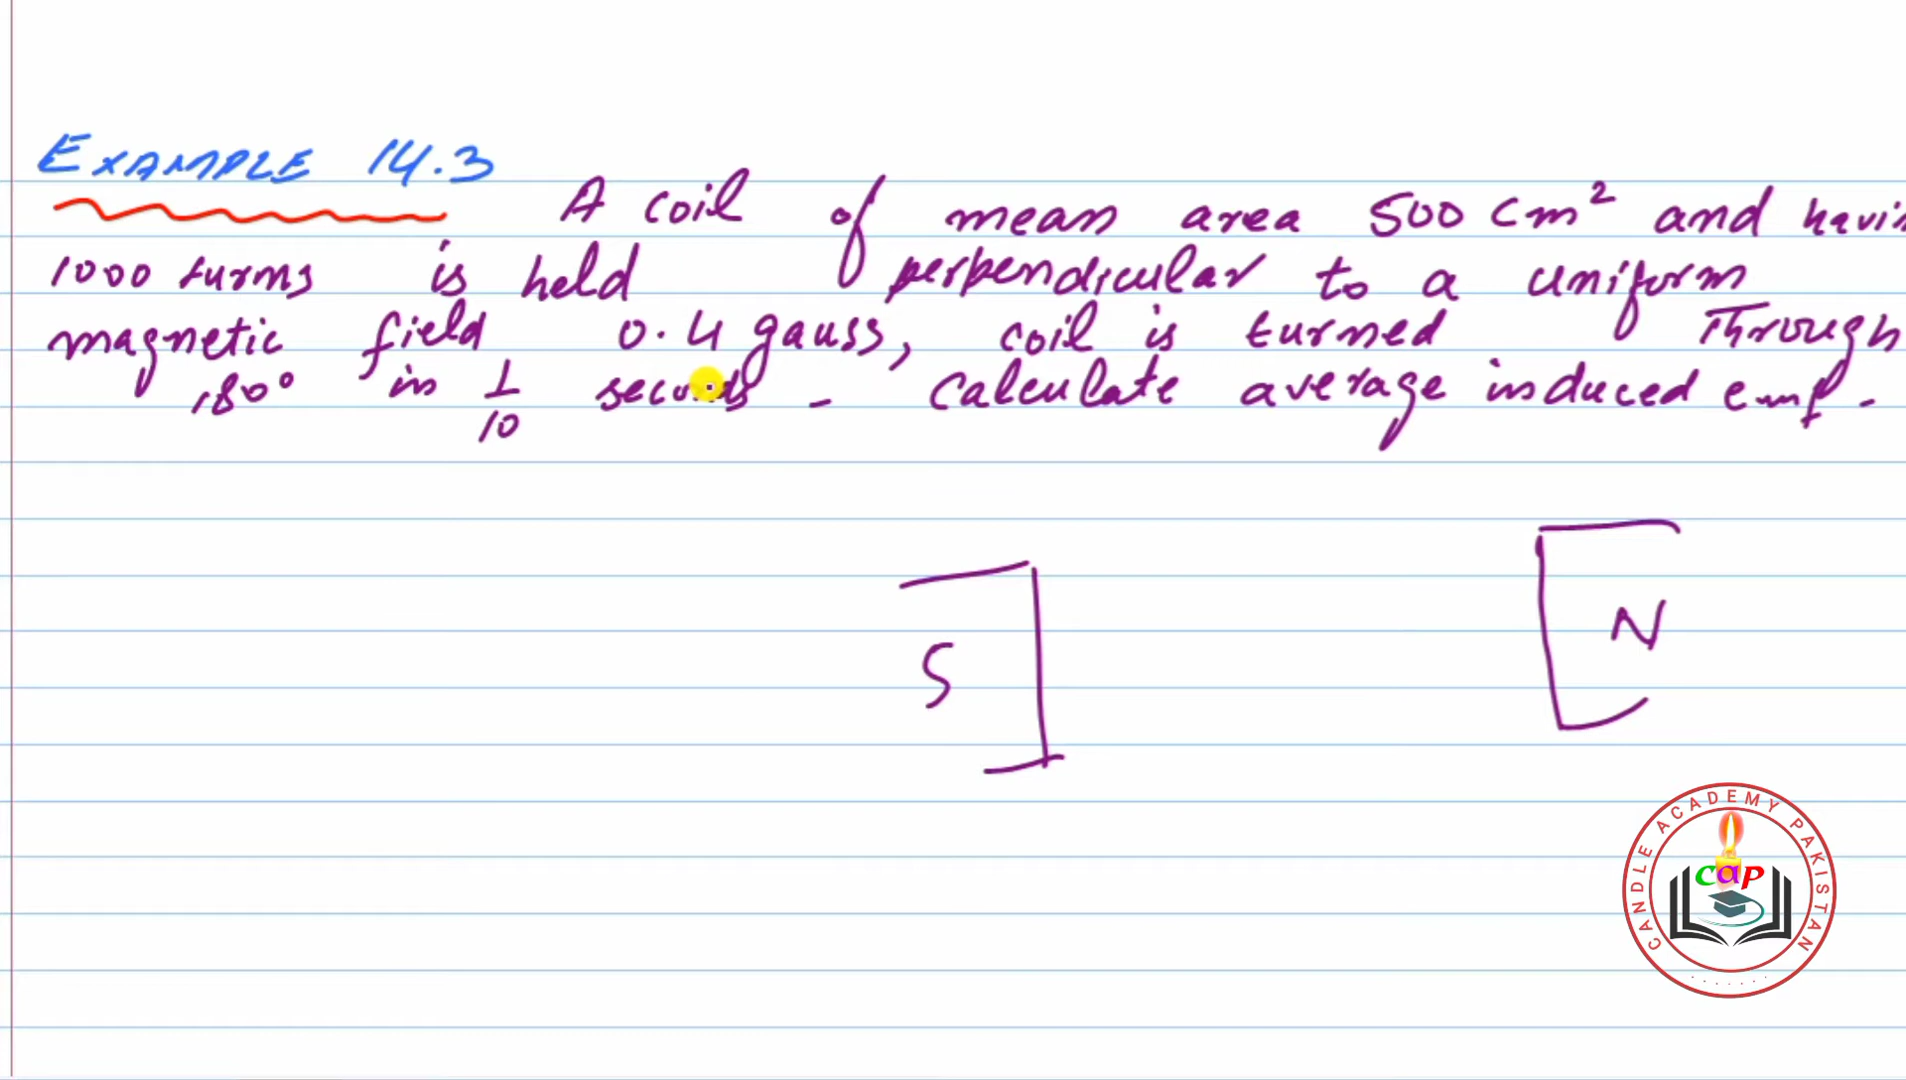 EXAMPLE 14.3
A coil of mean area 500 cm² and havin
1000 turns is held perpendicular to a uniform
magnetic field 0.4 gauss, coil is turned Through
180° in 1/10 seconds - calculate average induced emf.
S
N
CANDLE ACADEMY PAKISTAN
cap